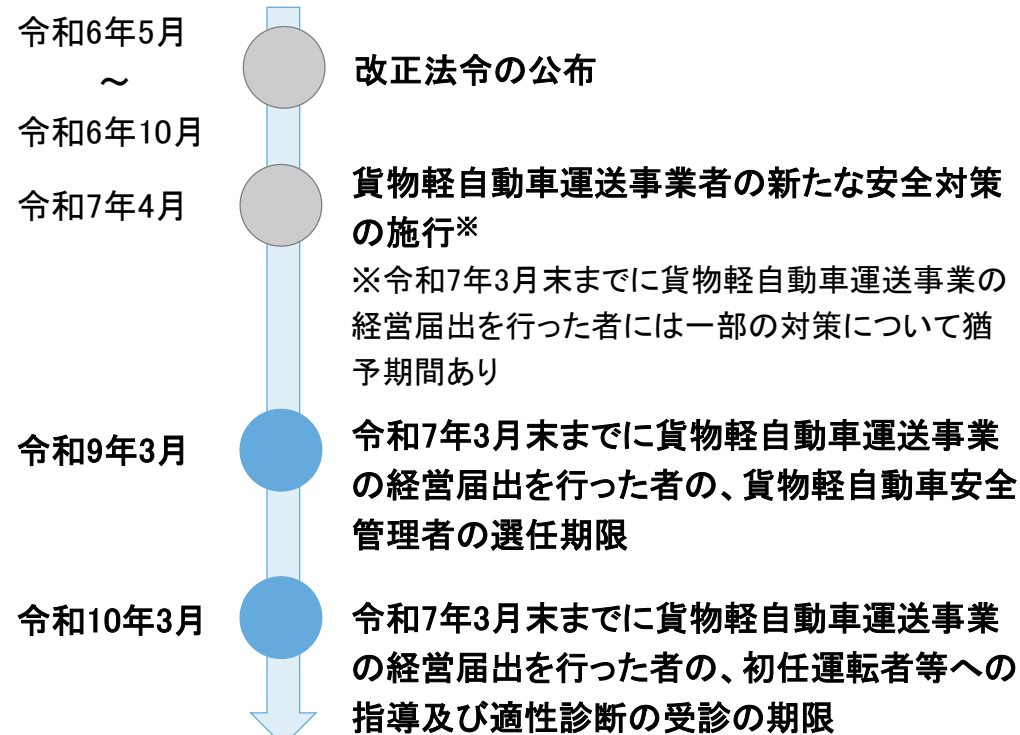 令和6年5月
～
令和6年10月
改正法令の公布
令和7年4月
貨物軽自動車運送事業者の新たな安全対策
の施行※
※令和7年3月末までに貨物軽自動車運送事業の
経営届出を行った者には一部の対策について猶
予期間あり
令和9年3月
令和7年3月末までに貨物軽自動車運送事業
の経営届出を行った者の、貨物軽自動車安全
管理者の選任期限
令和10年3月
令和7年3月末までに貨物軽自動車運送事業
の経営届出を行った者の、初任運転者等への
指導及び適性診断の受診の期限